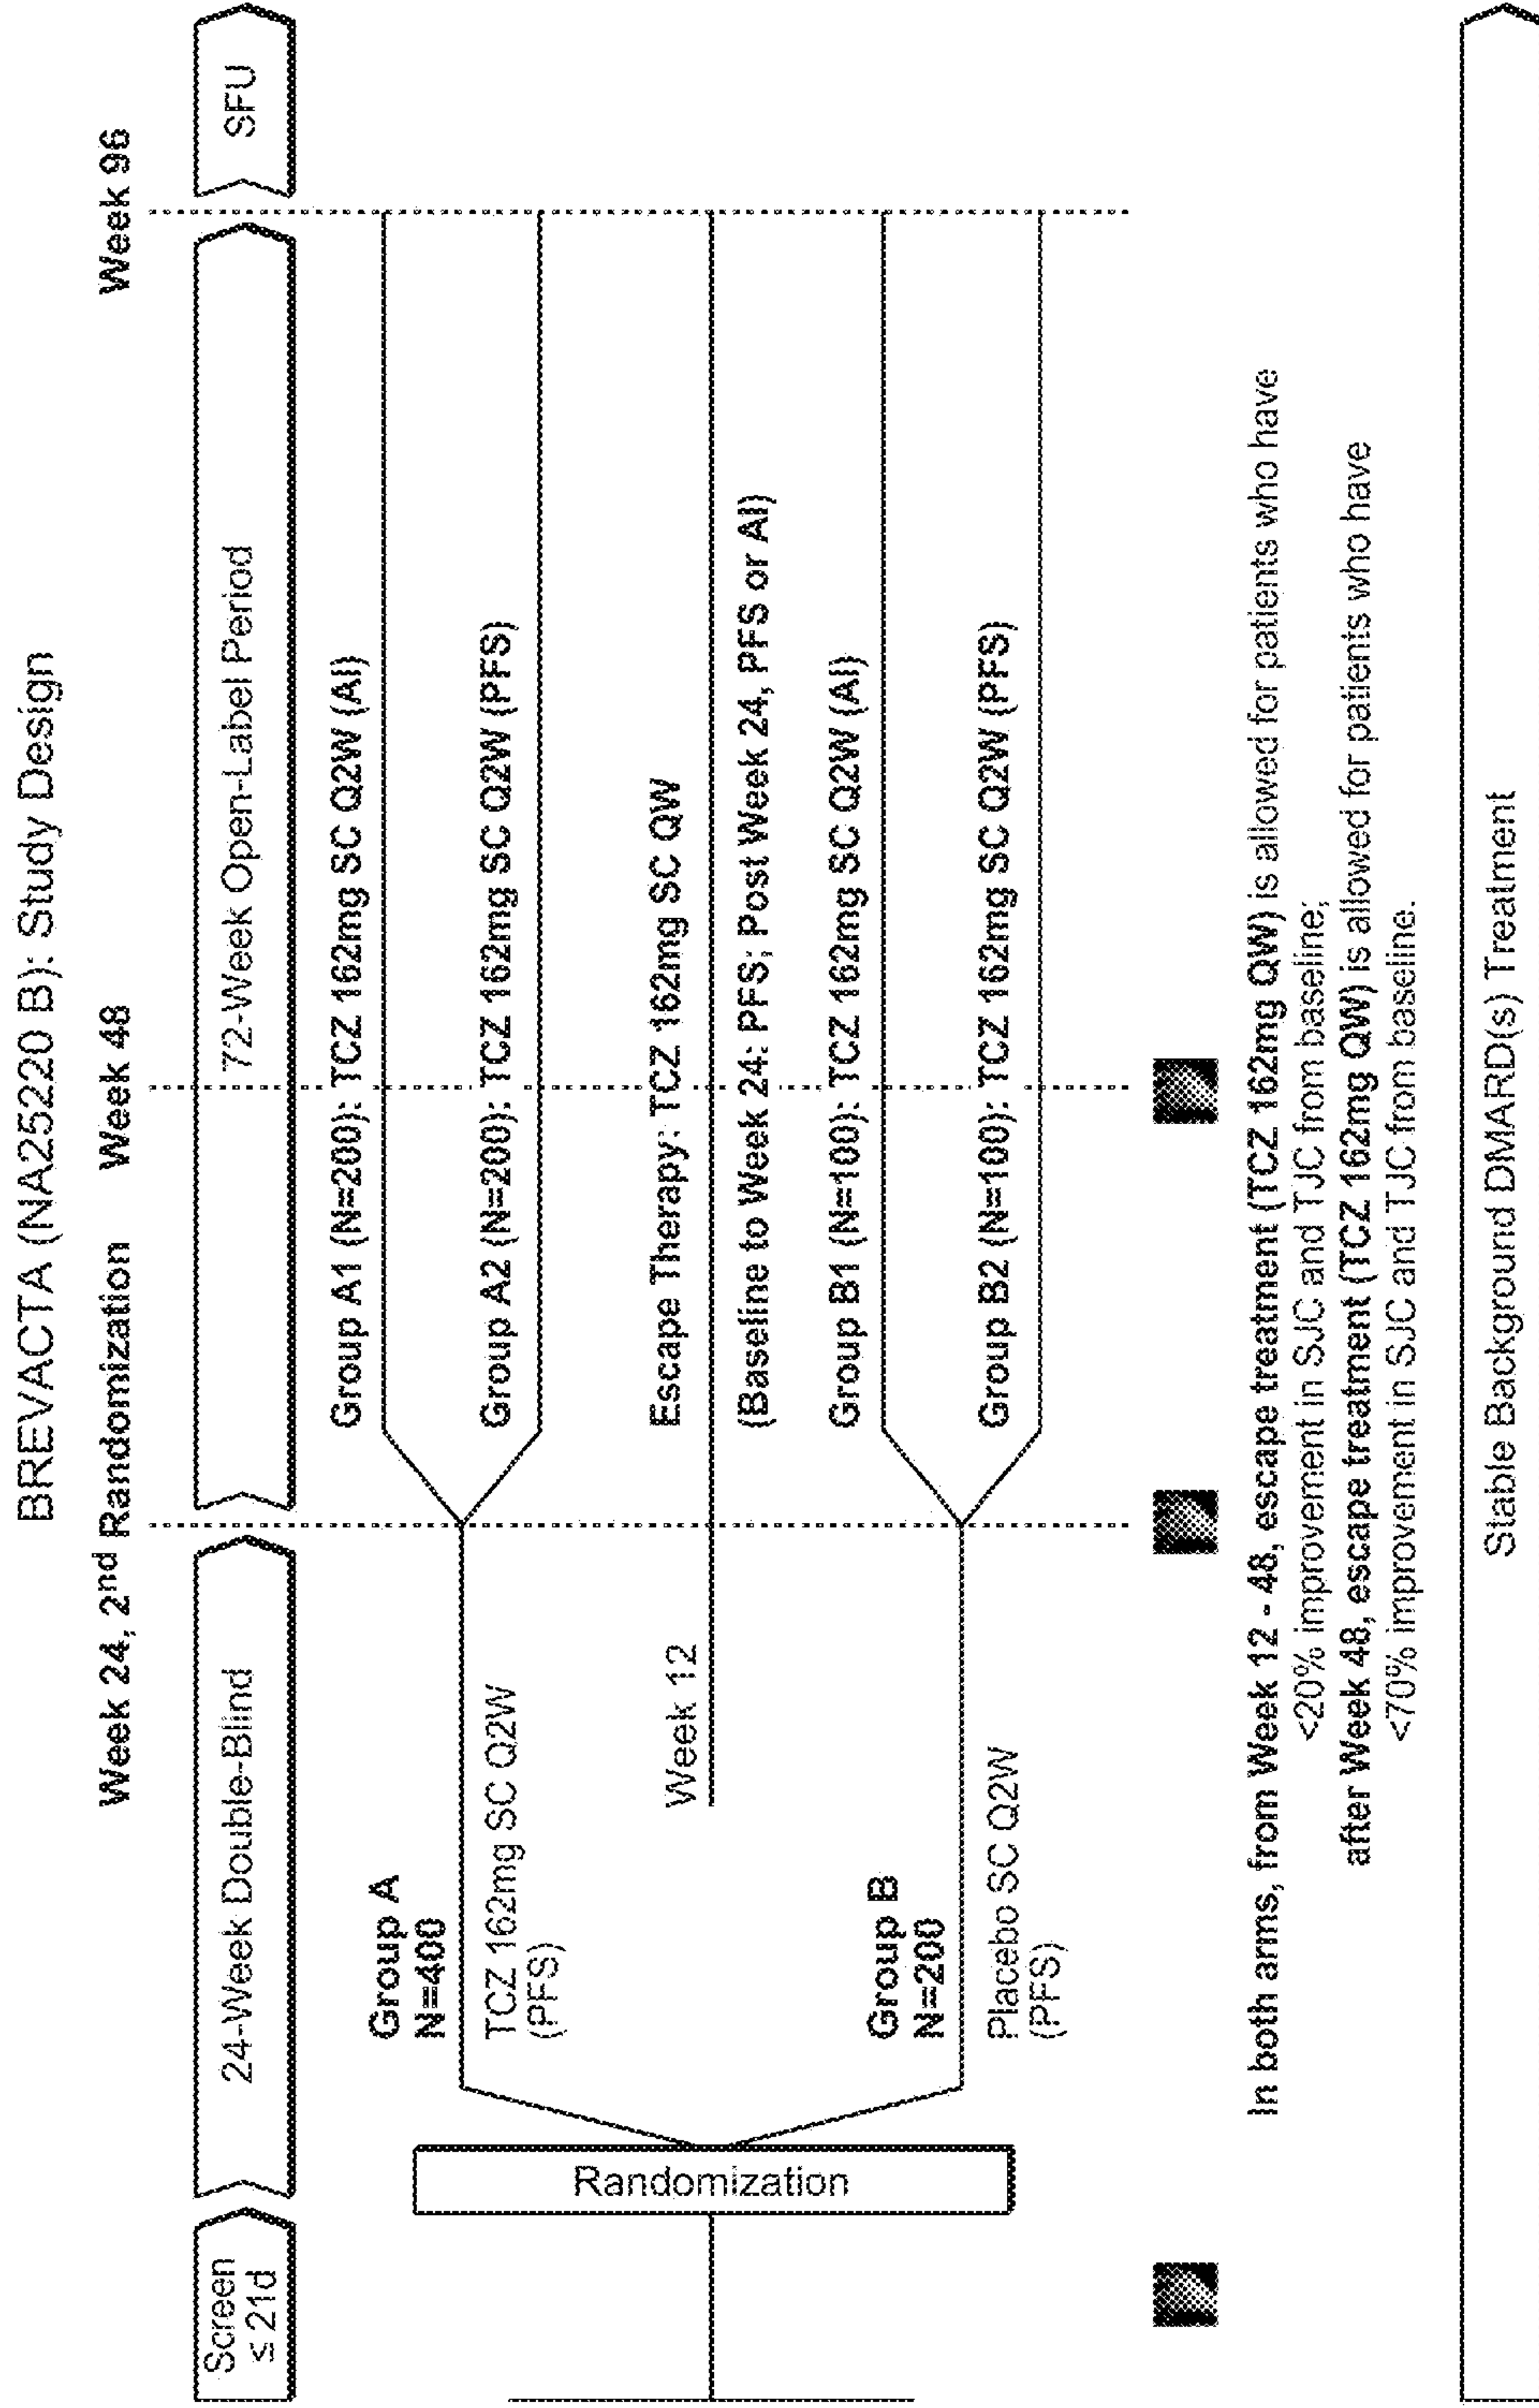 BREVACTA (NA25220 B): Study Design
Week 24, 2nd Randomization
Week 48
Week 96
Screen
≤ 21d
24-Week Double-Blind
72-Week Open-Label Period
SFU
Randomization
Group A
N=400
TCZ 162mg SC Q2W
(PFS)
Group A1 (N=200): TCZ 162mg SC Q2W (AI)
Group A2 (N=200): TCZ 162mg SC Q2W (PFS)
Week 12
Escape Therapy: TCZ 162mg SC QW
(Baseline to Week 24: PFS; Post Week 24, PFS or AI)
Group B
N=200
Placebo SC Q2W
(PFS)
Group B1 (N=100): TCZ 162mg SC Q2W (AI)
Group B2 (N=100): TCZ 162mg SC Q2W (PFS)
In both arms, from Week 12 - 48, escape treatment (TCZ 162mg QW) is allowed for patients who have
<20% improvement in SJC and TJC from baseline;
after Week 48, escape treatment (TCZ 162mg QW) is allowed for patients who have
<70% improvement in SJC and TJC from baseline.
Stable Background DMARD(s) Treatment